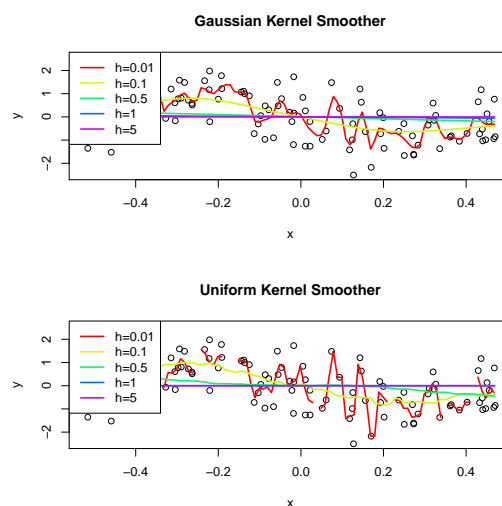 Gaussian Kernel Smoother
2
1
0
−2
y
h=0.01
h=0.1
h=0.5
h=1
h=5
−0.4
−0.2
0.0
0.2
0.4
x
Uniform Kernel Smoother
2
1
0
−2
y
h=0.01
h=0.1
h=0.5
h=1
h=5
−0.4
−0.2
0.0
0.2
0.4
x